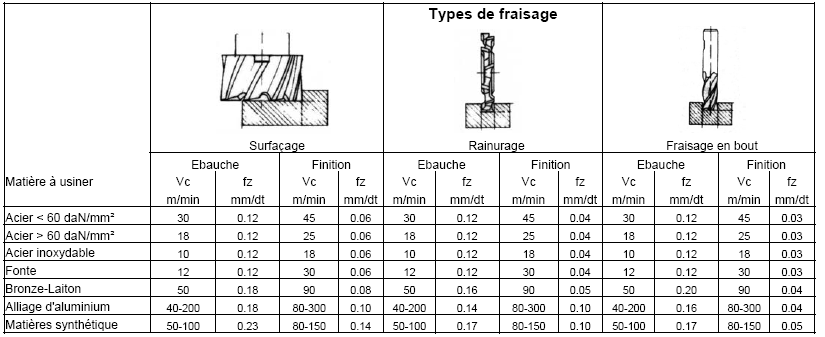 Types de fraisage
Surfaçage Rainurage Fraisage en bout
Ebauche Finition Ebauche Finition Ebauche Finition
Matière à usiner Vc fz Vc fz Vc fz Vc fz Vc fz Vc fz
m/min mm/dt m/min mm/dt m/min mm/dt m/min mm/dt m/min mm/dt m/min mm/dt
Acier < 60 daN/mm² 30 0.12 45 0.06 30 0.12 45 0.04 30 0.12 45 0.03
Acier > 60 daN/mm² 18 0.12 25 0.06 18 0.12 25 0.04 18 0.12 25 0.03
Acier inoxydable 10 0.12 18 0.06 10 0.12 18 0.04 10 0.12 18 0.03
Fonte 12 0.12 30 0.06 12 0.12 30 0.04 12 0.12 30 0.03
Bronze-Laiton 50 0.18 90 0.08 50 0.16 90 0.05 50 0.20 90 0.04
Alliage d'aluminium 40-200 0.18 80-300 0.10 40-200 0.14 80-300 0.10 40-200 0.16 80-300 0.04
Matières synthétique 50-100 0.23 80-150 0.14 50-100 0.17 80-150 0.10 50-100 0.17 80-150 0.05